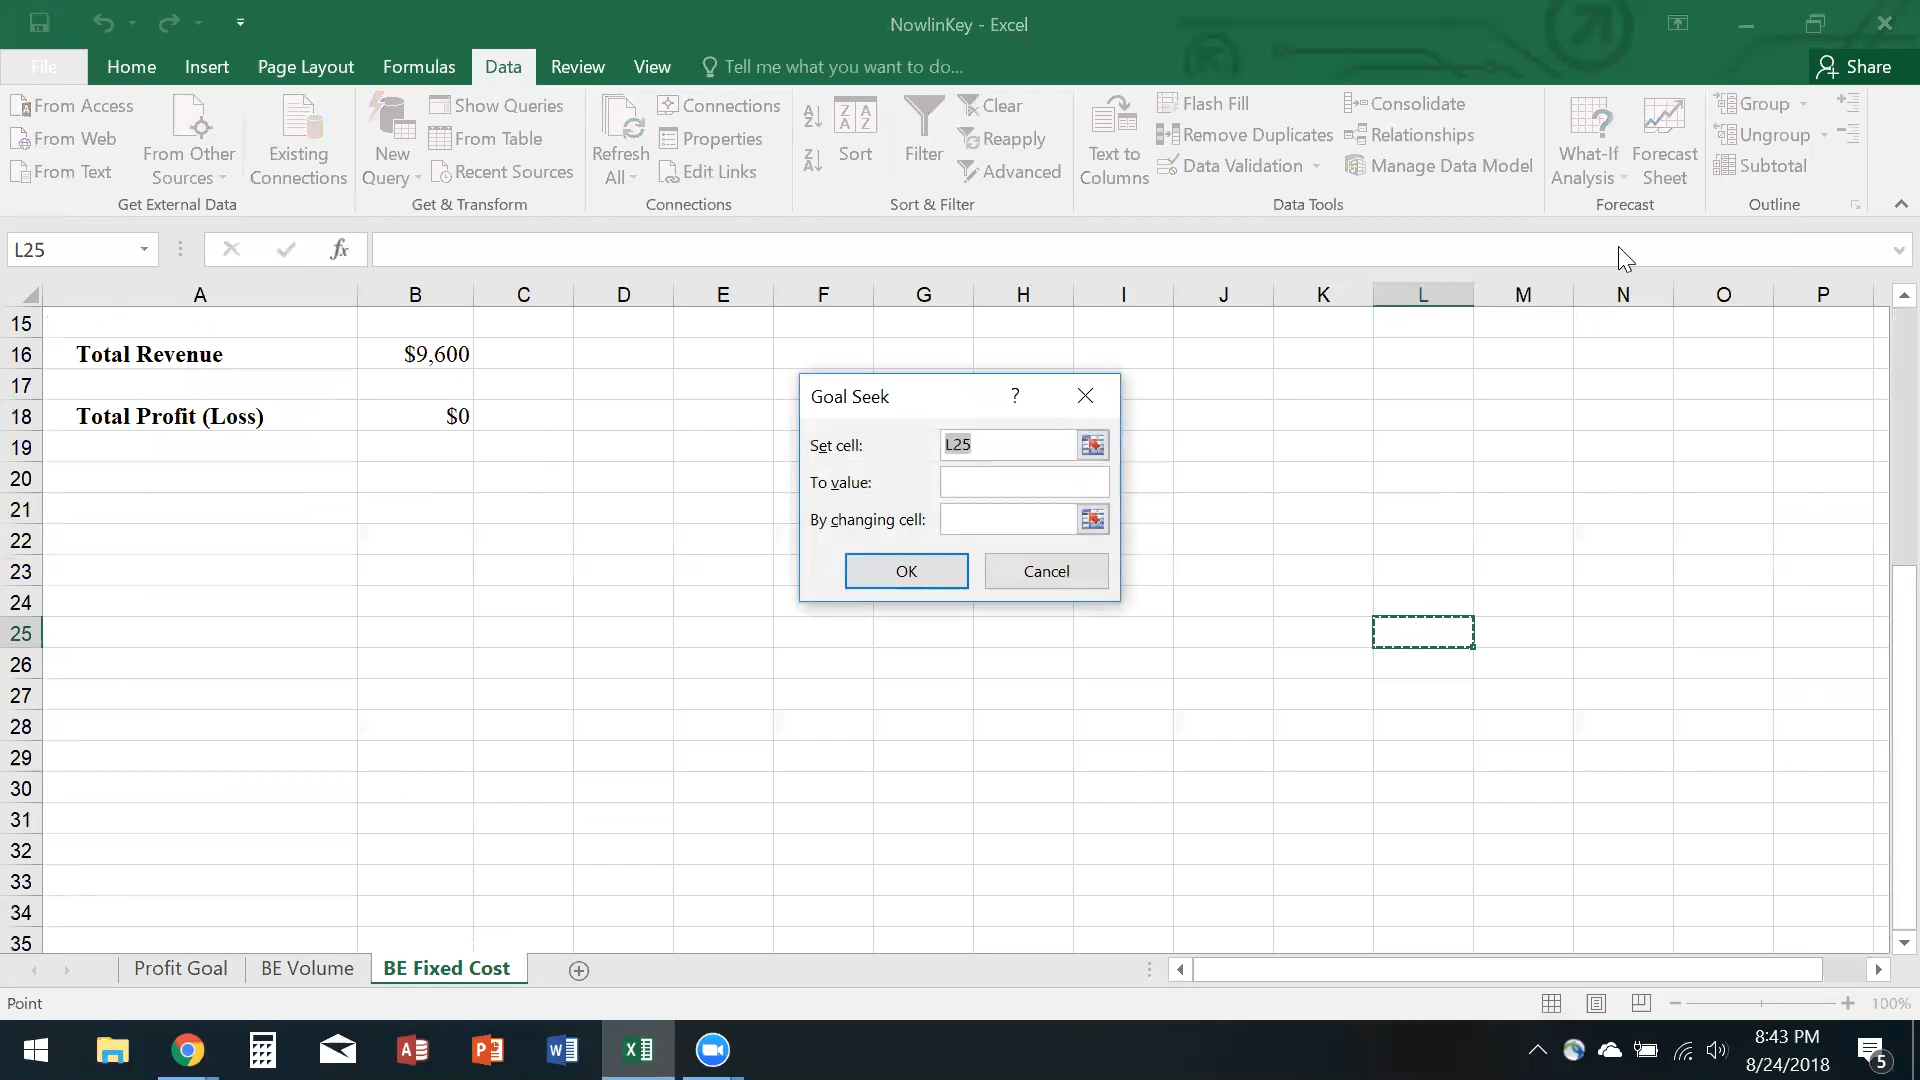 NowlinKey - Excel
File Home Insert Page Layout Formulas Data Review View Tell me what you want to do... Share
From Access
From Web
From Text
From Other
Sources
Existing
Connections
Get External Data
New
Query
Show Queries
From Table
Recent Sources
Get & Transform
Refresh
All
Connections
Properties
Edit Links
Connections
Sort
Filter
Clear
Reapply
Advanced
Sort & Filter
Text to
Columns
Flash Fill
Remove Duplicates
Data Validation
Consolidate
Relationships
Manage Data Model
Data Tools
What-If
Analysis
Forecast
Sheet
Forecast
Group
Ungroup
Subtotal
Outline
L25 fx
A B C D E F G H I J K L M N O P
15
16 Total Revenue $9,600
17
18 Total Profit (Loss) $0
19
20
21
22
23
24
25
26
27
28
29
30
31
32
33
34
35
Goal Seek ?
Set cell: L25
To value:
By changing cell:
OK Cancel
Profit Goal BE Volume BE Fixed Cost
Point 100%
8:43 PM
8/24/2018
5